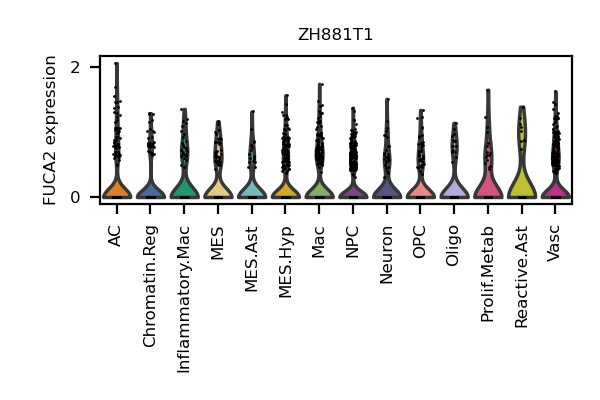 ZH881T1
FUCA2 expression
2
0
AC
Chromatin.Reg
Inflammatory.Mac
MES
MES.Ast
MES.Hyp
Mac
NPC
Neuron
OPC
Oligo
Prolif.Metab
Reactive.Ast
Vasc